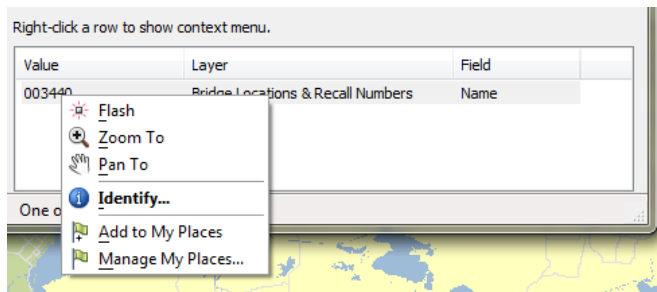 Right-click a row to show context menu.
Value Layer Field
003440 Bridge Locations & Recall Numbers Name
Flash
Zoom To
Pan To
Identify...
One o
Add to My Places
Manage My Places...